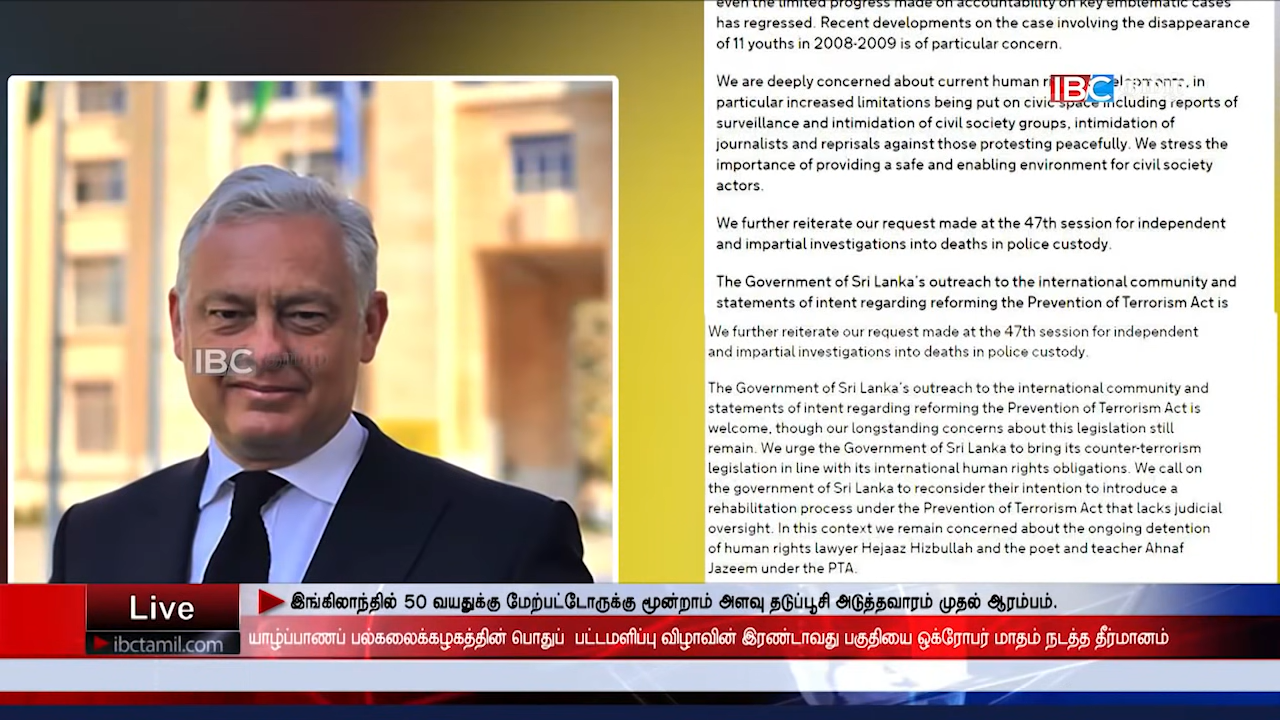 even the limited progress made on accountability on key emblematic cases
has regressed. Recent developments on the case involving the disappearance
of 11 youths in 2008-2009 is of particular concern.
We are deeply concerned about current human in
particular increased limitations being put on civic space including reports of
surveillance and intimidation of civil society groups, intimidation of
journalists and reprisals against those protesting peacefully. We stress the
importance of providing a safe and enabling environment for civil society
actors.
We further reiterate our request made at the 47th session for independent
and impartial investigations into deaths in police custody.
The Government of Sri Lanka's outreach to the international community and
statements of intent regarding reforming the Prevention of Terrorism Act is
We further reiterate our request made at the 47th session for independent
and impartial investigations into deaths in police custody.
The Government of Sri Lanka's outreach to the international community and
statements of intent regarding reforming the Prevention of Terrorism Act is
welcome, though our longstanding concerns about this legislation still
remain. We urge the Government of Sri Lanka to bring its counter-terrorism
legislation in line with its international human rights obligations. We call on
the government of Sri Lanka to reconsider their intention to introduce a
rehabilitation process under the Prevention of Terrorism Act that lacks judicial
oversight. In this context we remain concerned about the ongoing detention
of human rights lawyer Hejaaz Hizbullah and the poet and teacher Ahnaf
Jazeem under the PTA.
IBC
IBC
Live
ibctamil.com
இங்கிலாந்தில் 50 வயதுக்கு மேற்பட்டோருக்கு மூன்றாம் அளவு தடுப்பூசி அடுத்தவாரம் முதல் ஆரம்பம்.
யாழ்ப்பாணப் பல்கலைக்கழகத்தின் பொதுப் பட்டமளிப்பு விழாவின் இரண்டாவது பகுதியை ஒக்ரோபர் மாதம் நடத்த தீர்மானம்